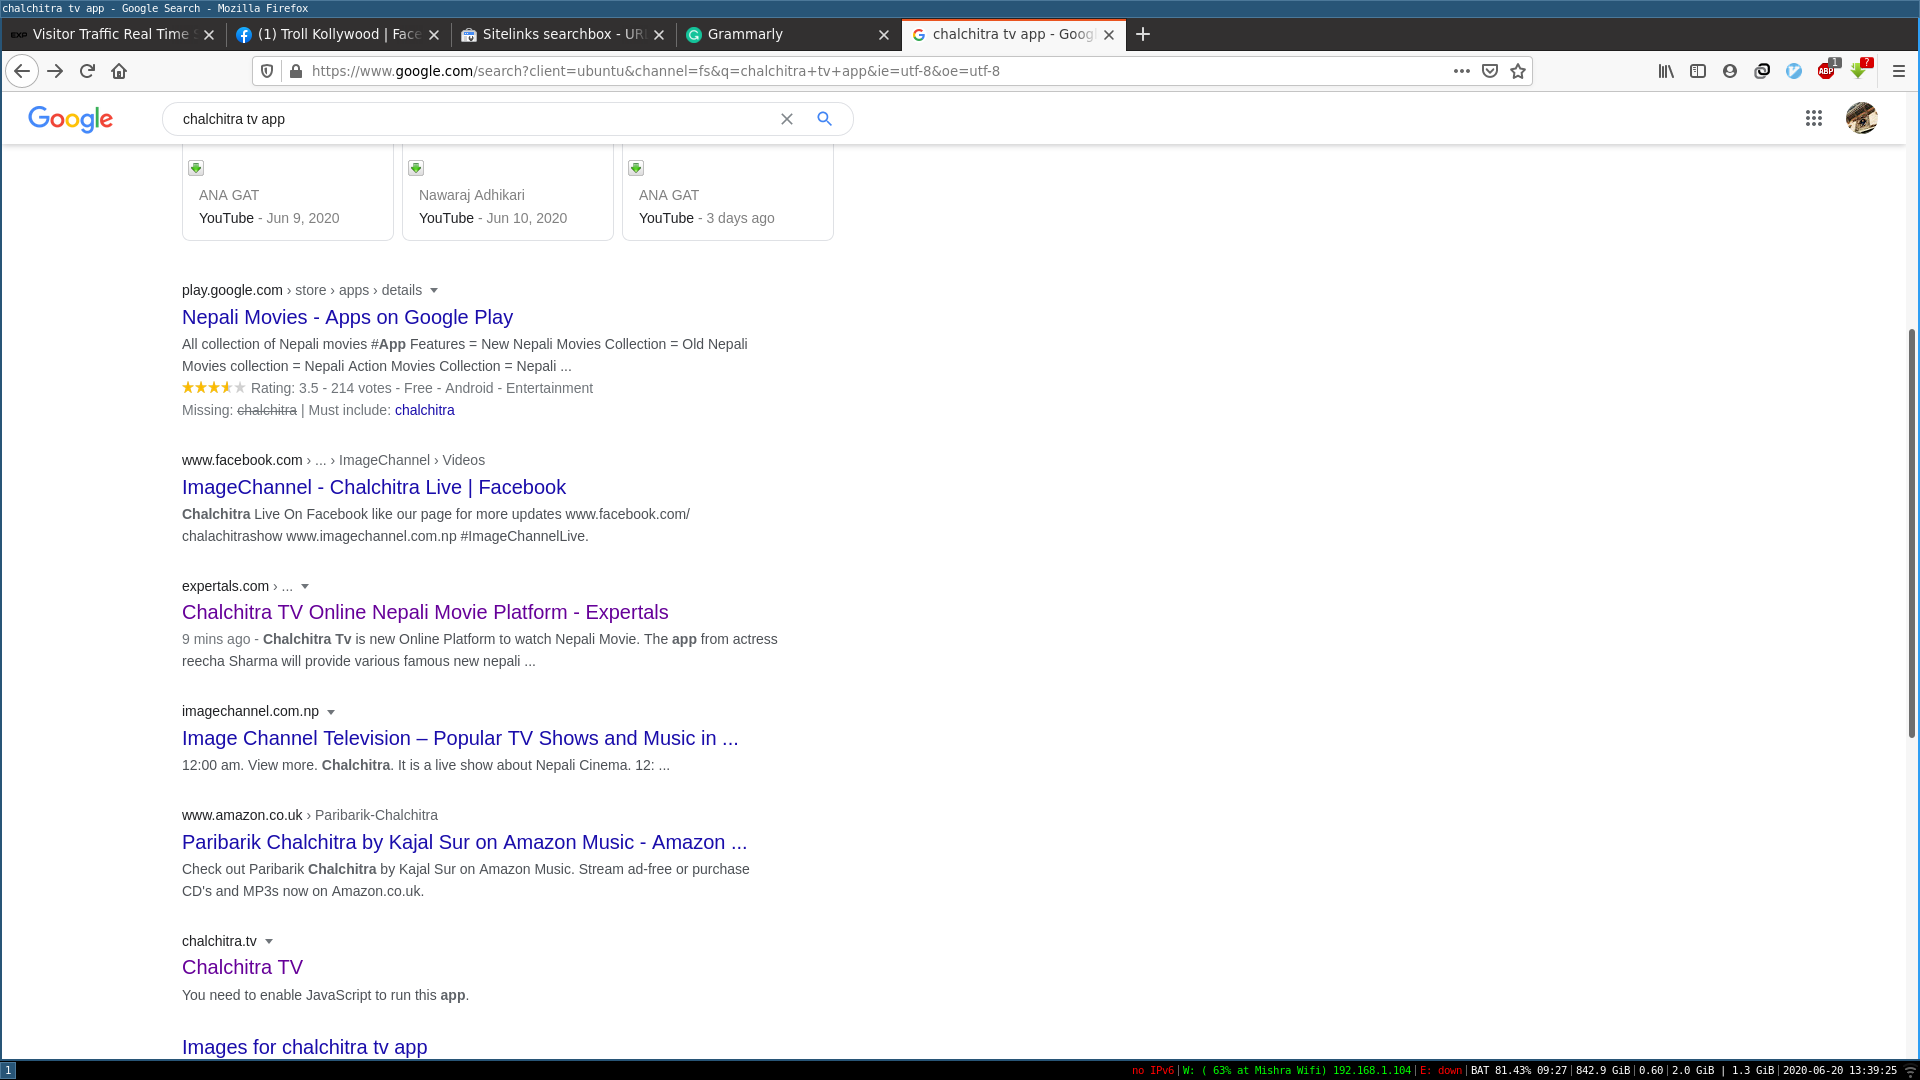 chalchitra tv app - Google Search - Mozilla Firefox
Visitor Traffic Real Time
(1) Troll Kollywood | Face
Sitelinks searchbox - UR
Grammarly
chalchitra tv app - Goog
https://www.google.com/search?client=ubuntu&channel=fs&q=chalchitra+tv+app&ie=utf-8&oe=utf-8
ABP
1
?
Google
chalchitra tv app
ANA GAT
YouTube - Jun 9, 2020
Nawaraj Adhikari
YouTube - Jun 10, 2020
ANA GAT
YouTube - 3 days ago
play.google.com › store › apps › details
Nepali Movies - Apps on Google Play
All collection of Nepali movies #App Features = New Nepali Movies Collection = Old Nepali
Movies collection = Nepali Action Movies Collection = Nepali ...
Rating: 3.5 - 214 votes - Free - Android - Entertainment
Missing: chalchitra | Must include: chalchitra
www.facebook.com › ... › ImageChannel › Videos
ImageChannel - Chalchitra Live | Facebook
Chalchitra Live On Facebook like our page for more updates www.facebook.com/
chalachitrashow www.imagechannel.com.np #ImageChannelLive.
expertals.com › ...
Chalchitra TV Online Nepali Movie Platform - Expertals
9 mins ago - Chalchitra Tv is new Online Platform to watch Nepali Movie. The app from actress
reecha Sharma will provide various famous new nepali ...
imagechannel.com.np
Image Channel Television – Popular TV Shows and Music in ...
12:00 am. View more. Chalchitra. It is a live show about Nepali Cinema. 12: ...
www.amazon.co.uk › Paribarik-Chalchitra
Paribarik Chalchitra by Kajal Sur on Amazon Music - Amazon ...
Check out Paribarik Chalchitra by Kajal Sur on Amazon Music. Stream ad-free or purchase
CD's and MP3s now on Amazon.co.uk.
chalchitra.tv
Chalchitra TV
You need to enable JavaScript to run this app.
Images for chalchitra tv app
1
no IPv6|W: ( 63% at Mishra Wifi) 192.168.1.104|E: down|BAT 81.43% 09:27|842.9 GiB|0.60|2.0 GiB | 1.3 GiB|2020-06-20 13:39:25